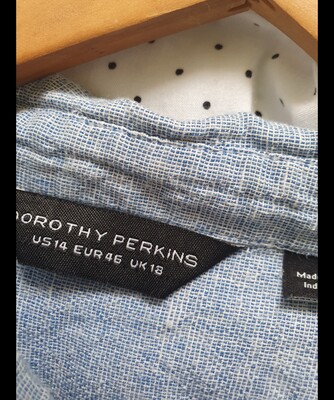 DOROTHY PERKINS
US14 EUR46 UK18
Made
Ind